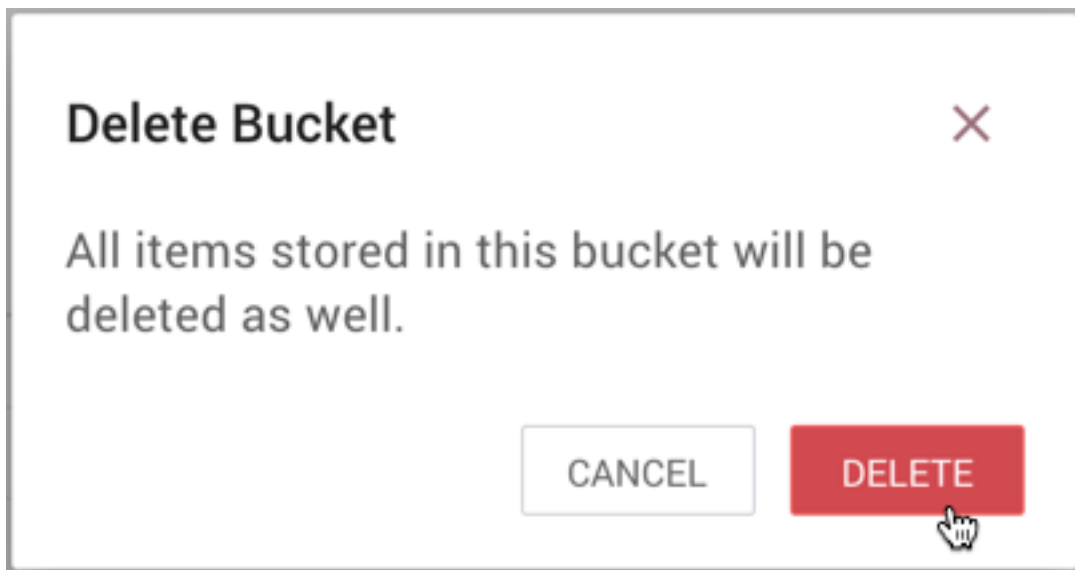 Delete Bucket
All items stored in this bucket will be
deleted as well.
CANCEL
DELETE